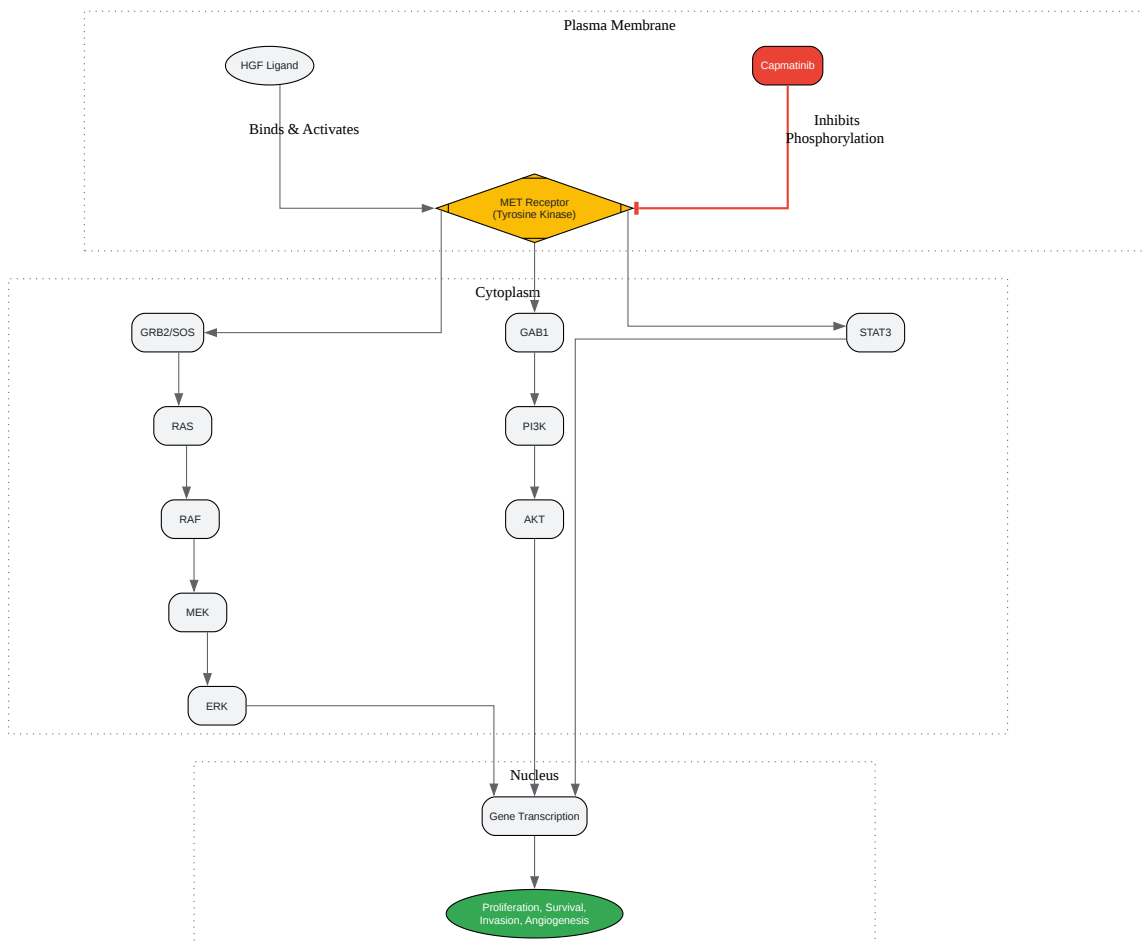 Plasma Membrane
HGF Ligand
Capmatinib
Binds & Activates
Inhibits
Phosphorylation
MET Receptor
(Tyrosine Kinase)
Cytoplasm
GRB2/SOS
GAB1
STAT3
RAS
PI3K
RAF
AKT
MEK
ERK
Nucleus
Gene Transcription
Proliferation, Survival,
Invasion, Angiogenesis